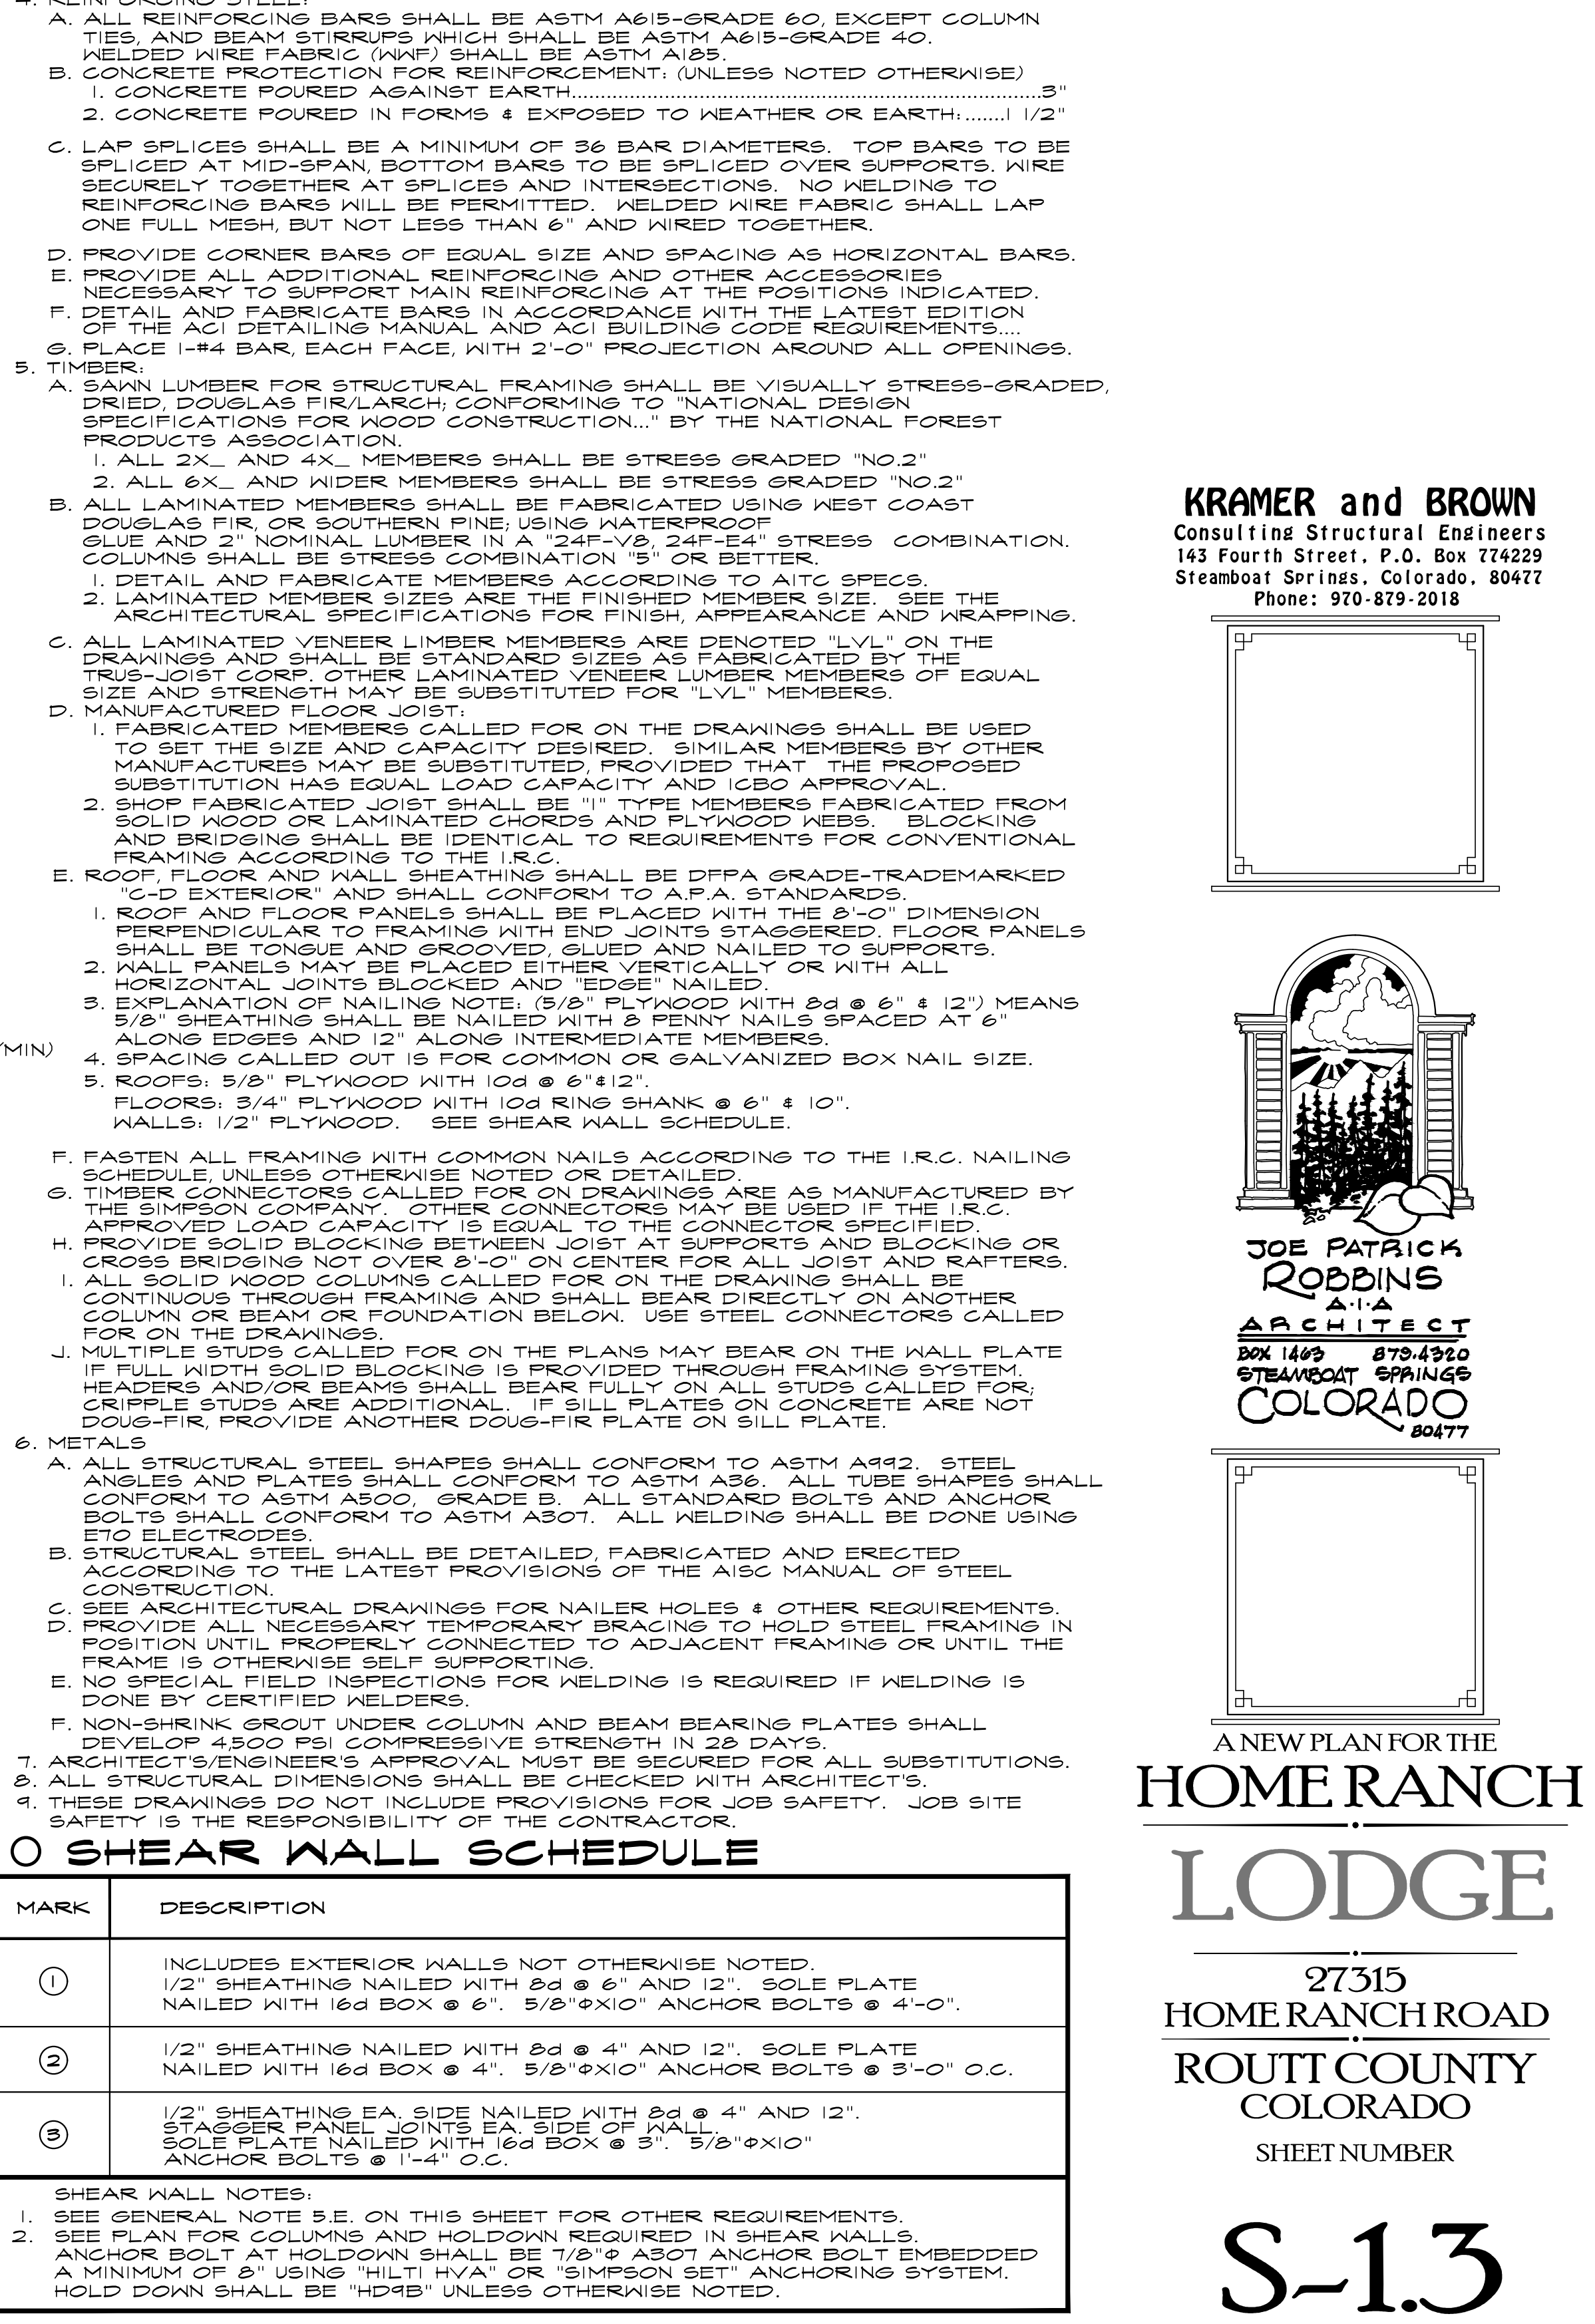 4. REINFORCING STEEL:
A. ALL REINFORCING BARS SHALL BE ASTM A615-GRADE 60, EXCEPT COLUMN
TIES, AND BEAM STIRRUPS WHICH SHALL BE ASTM A615-GRADE 40.
WELDED WIRE FABRIC (WWF) SHALL BE ASTM A185.
B. CONCRETE PROTECTION FOR REINFORCEMENT: (UNLESS NOTED OTHERWISE)
1. CONCRETE POURED AGAINST EARTH..........................................................................3"
2. CONCRETE POURED IN FORMS & EXPOSED TO WEATHER OR EARTH:.......1 1/2"
C. LAP SPLICES SHALL BE A MINIMUM OF 36 BAR DIAMETERS. TOP BARS TO BE
SPLICED AT MID-SPAN, BOTTOM BARS TO BE SPLICED OVER SUPPORTS. WIRE
SECURELY TOGETHER AT SPLICES AND INTERSECTIONS. NO WELDING TO
REINFORCING BARS WILL BE PERMITTED. WELDED WIRE FABRIC SHALL LAP
ONE FULL MESH, BUT NOT LESS THAN 6" AND WIRED TOGETHER.
D. PROVIDE CORNER BARS OF EQUAL SIZE AND SPACING AS HORIZONTAL BARS.
E. PROVIDE ALL ADDITIONAL REINFORCING AND OTHER ACCESSORIES
NECESSARY TO SUPPORT MAIN REINFORCING AT THE POSITIONS INDICATED.
F. DETAIL AND FABRICATE BARS IN ACCORDANCE WITH THE LATEST EDITION
OF THE ACI DETAILING MANUAL AND ACI BUILDING CODE REQUIREMENTS....
G. PLACE 1-#4 BAR, EACH FACE, WITH 2'-0" PROJECTION AROUND ALL OPENINGS.
5. TIMBER:
A. SAWN LUMBER FOR STRUCTURAL FRAMING SHALL BE VISUALLY STRESS-GRADED,
DRIED, DOUGLAS FIR/LARCH; CONFORMING TO "NATIONAL DESIGN
SPECIFICATIONS FOR WOOD CONSTRUCTION..." BY THE NATIONAL FOREST
PRODUCTS ASSOCIATION.
1. ALL 2X_ AND 4X_ MEMBERS SHALL BE STRESS GRADED "NO.2"
2. ALL 6X_ AND WIDER MEMBERS SHALL BE STRESS GRADED "NO.2"
B. ALL LAMINATED MEMBERS SHALL BE FABRICATED USING WEST COAST
DOUGLAS FIR, OR SOUTHERN PINE; USING WATERPROOF
GLUE AND 2" NOMINAL LUMBER IN A "24F-V8, 24F-E4" STRESS COMBINATION.
COLUMNS SHALL BE STRESS COMBINATION "5" OR BETTER.
1. DETAIL AND FABRICATE MEMBERS ACCORDING TO AITC SPECS.
2. LAMINATED MEMBER SIZES ARE THE FINISHED MEMBER SIZE. SEE THE
ARCHITECTURAL SPECIFICATIONS FOR FINISH, APPEARANCE AND WRAPPING.
C. ALL LAMINATED VENEER LIMBER MEMBERS ARE DENOTED "LVL" ON THE
DRAWINGS AND SHALL BE STANDARD SIZES AS FABRICATED BY THE
TRUS-JOIST CORP. OTHER LAMINATED VENEER LUMBER MEMBERS OF EQUAL
SIZE AND STRENGTH MAY BE SUBSTITUTED FOR "LVL" MEMBERS.
D. MANUFACTURED FLOOR JOIST:
1. FABRICATED MEMBERS CALLED FOR ON THE DRAWINGS SHALL BE USED
TO SET THE SIZE AND CAPACITY DESIRED. SIMILAR MEMBERS BY OTHER
MANUFACTURES MAY BE SUBSTITUTED, PROVIDED THAT THE PROPOSED
SUBSTITUTION HAS EQUAL LOAD CAPACITY AND ICBO APPROVAL.
2. SHOP FABRICATED JOIST SHALL BE "I" TYPE MEMBERS FABRICATED FROM
SOLID WOOD OR LAMINATED CHORDS AND PLYWOOD WEBS. BLOCKING
AND BRIDGING SHALL BE IDENTICAL TO REQUIREMENTS FOR CONVENTIONAL
FRAMING ACCORDING TO THE I.R.C.
E. ROOF, FLOOR AND WALL SHEATHING SHALL BE DFPA GRADE-TRADEMARKED
"C-D EXTERIOR" AND SHALL CONFORM TO A.P.A. STANDARDS.
1. ROOF AND FLOOR PANELS SHALL BE PLACED WITH THE 8'-0" DIMENSION
PERPENDICULAR TO FRAMING WITH END JOINTS STAGGERED. FLOOR PANELS
SHALL BE TONGUE AND GROOVED, GLUED AND NAILED TO SUPPORTS.
2. WALL PANELS MAY BE PLACED EITHER VERTICALLY OR WITH ALL
HORIZONTAL JOINTS BLOCKED AND "EDGE" NAILED.
3. EXPLANATION OF NAILING NOTE: (5/8" PLYWOOD WITH 8d @ 6" & 12") MEANS
5/8" SHEATHING SHALL BE NAILED WITH 8 PENNY NAILS SPACED AT 6"
ALONG EDGES AND 12" ALONG INTERMEDIATE MEMBERS.
(MIN)
4. SPACING CALLED OUT IS FOR COMMON OR GALVANIZED BOX NAIL SIZE.
5. ROOFS: 5/8" PLYWOOD WITH 10d @ 6"&12".
FLOORS: 3/4" PLYWOOD WITH 10d RING SHANK @ 6" & 10".
WALLS: 1/2" PLYWOOD. SEE SHEAR WALL SCHEDULE.
F. FASTEN ALL FRAMING WITH COMMON NAILS ACCORDING TO THE I.R.C. NAILING
SCHEDULE, UNLESS OTHERWISE NOTED OR DETAILED.
G. TIMBER CONNECTORS CALLED FOR ON DRAWINGS ARE AS MANUFACTURED BY
THE SIMPSON COMPANY. OTHER CONNECTORS MAY BE USED IF THE I.R.C.
APPROVED LOAD CAPACITY IS EQUAL TO THE CONNECTOR SPECIFIED.
H. PROVIDE SOLID BLOCKING BETWEEN JOIST AT SUPPORTS AND BLOCKING OR
CROSS BRIDGING NOT OVER 8'-0" ON CENTER FOR ALL JOIST AND RAFTERS.
I. ALL SOLID WOOD COLUMNS CALLED FOR ON THE DRAWING SHALL BE
CONTINUOUS THROUGH FRAMING AND SHALL BEAR DIRECTLY ON ANOTHER
COLUMN OR BEAM OR FOUNDATION BELOW. USE STEEL CONNECTORS CALLED
FOR ON THE DRAWINGS.
J. MULTIPLE STUDS CALLED FOR ON THE PLANS MAY BEAR ON THE WALL PLATE
IF FULL WIDTH SOLID BLOCKING IS PROVIDED THROUGH FRAMING SYSTEM.
HEADERS AND/OR BEAMS SHALL BEAR FULLY ON ALL STUDS CALLED FOR;
CRIPPLE STUDS ARE ADDITIONAL. IF SILL PLATES ON CONCRETE ARE NOT
DOUG-FIR, PROVIDE ANOTHER DOUG-FIR PLATE ON SILL PLATE.
6. METALS
A. ALL STRUCTURAL STEEL SHAPES SHALL CONFORM TO ASTM A992. STEEL
ANGLES AND PLATES SHALL CONFORM TO ASTM A36. ALL TUBE SHAPES SHALL
CONFORM TO ASTM A500, GRADE B. ALL STANDARD BOLTS AND ANCHOR
BOLTS SHALL CONFORM TO ASTM A307. ALL WELDING SHALL BE DONE USING
E70 ELECTRODES.
B. STRUCTURAL STEEL SHALL BE DETAILED, FABRICATED AND ERECTED
ACCORDING TO THE LATEST PROVISIONS OF THE AISC MANUAL OF STEEL
CONSTRUCTION.
C. SEE ARCHITECTURAL DRAWINGS FOR NAILER HOLES & OTHER REQUIREMENTS.
D. PROVIDE ALL NECESSARY TEMPORARY BRACING TO HOLD STEEL FRAMING IN
POSITION UNTIL PROPERLY CONNECTED TO ADJACENT FRAMING OR UNTIL THE
FRAME IS OTHERWISE SELF SUPPORTING.
E. NO SPECIAL FIELD INSPECTIONS FOR WELDING IS REQUIRED IF WELDING IS
DONE BY CERTIFIED WELDERS.
F. NON-SHRINK GROUT UNDER COLUMN AND BEAM BEARING PLATES SHALL
DEVELOP 4,500 PSI COMPRESSIVE STRENGTH IN 28 DAYS.
7. ARCHITECT'S/ENGINEER'S APPROVAL MUST BE SECURED FOR ALL SUBSTITUTIONS.
8. ALL STRUCTURAL DIMENSIONS SHALL BE CHECKED WITH ARCHITECT'S.
9. THESE DRAWINGS DO NOT INCLUDE PROVISIONS FOR JOB SAFETY. JOB SITE
SAFETY IS THE RESPONSIBILITY OF THE CONTRACTOR.
SHEAR WALL SCHEDULE
MARK DESCRIPTION
1 INCLUDES EXTERIOR WALLS NOT OTHERWISE NOTED.
1/2" SHEATHING NAILED WITH 8d @ 6" AND 12". SOLE PLATE
NAILED WITH 16d BOX @ 6". 5/8"ΦX10" ANCHOR BOLTS @ 4'-0".
2 1/2" SHEATHING NAILED WITH 8d @ 4" AND 12". SOLE PLATE
NAILED WITH 16d BOX @ 4". 5/8"ΦX10" ANCHOR BOLTS @ 3'-0" O.C.
3 1/2" SHEATHING EA. SIDE NAILED WITH 8d @ 4" AND 12".
STAGGER PANEL JOINTS EA. SIDE OF WALL.
SOLE PLATE NAILED WITH 16d BOX @ 3". 5/8"ΦX10"
ANCHOR BOLTS @ 1'-4" O.C.
SHEAR WALL NOTES:
1. SEE GENERAL NOTE 5.E. ON THIS SHEET FOR OTHER REQUIREMENTS.
2. SEE PLAN FOR COLUMNS AND HOLDOWN REQUIRED IN SHEAR WALLS.
ANCHOR BOLT AT HOLDOWN SHALL BE 7/8"Φ A307 ANCHOR BOLT EMBEDDED
A MINIMUM OF 8" USING "HILTI HVA" OR "SIMPSON SET" ANCHORING SYSTEM.
HOLD DOWN SHALL BE "HD9B" UNLESS OTHERWISE NOTED.
KRAMER and BROWN
Consulting Structural Engineers
143 Fourth Street, P.O. Box 774229
Steamboat Springs, Colorado, 80477
Phone: 970-879-2018
JOE PATRICK
ROBBINS
A·I·A
ARCHITECT
BOX 1463 879.4320
STEAMBOAT SPRINGS
COLORADO
80477
A NEW PLAN FOR THE
HOME RANCH
LODGE
27315
HOME RANCH ROAD
ROUTT COUNTY
COLORADO
SHEET NUMBER
S-1.3